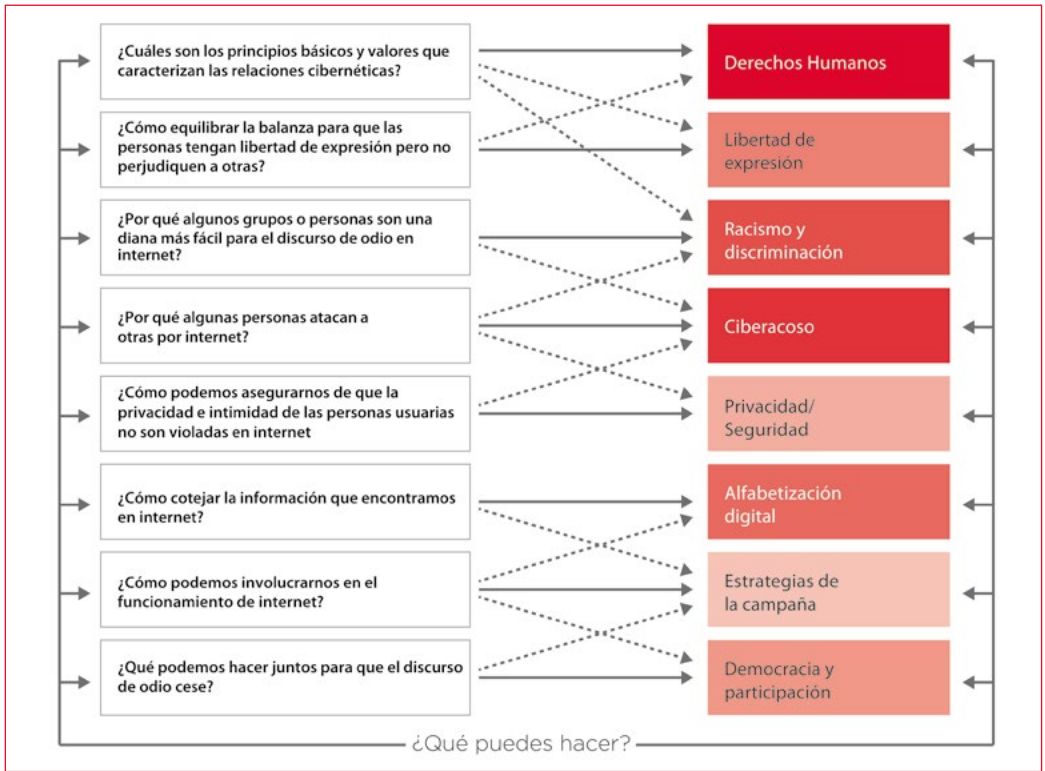 ¿Cuáles son los principios básicos y valores que
caracterizan las relaciones cibernéticas?
Derechos Humanos
¿Cómo equilibrar la balanza para que las
personas tengan libertad de expresión pero no
perjudiquen a otras?
Libertad de
expresión
¿Por qué algunos grupos o personas son una
diana más fácil para el discurso de odio en
internet?
Racismo y
discriminación
¿Por qué algunas personas atacan a
otras por internet?
Ciberacoso
¿Cómo podemos asegurarnos de que la
privacidad e intimidad de las personas usuarias
no son violadas en internet
Privacidad/
Seguridad
¿Cómo cotejar la información que encontramos
en internet?
Alfabetización
digital
¿Cómo podemos involucrarnos en el
funcionamiento de internet?
Estrategias de
la campaña
¿Qué podemos hacer juntos para que el discurso
de odio cese?
Democracia y
participación
¿Qué puedes hacer?